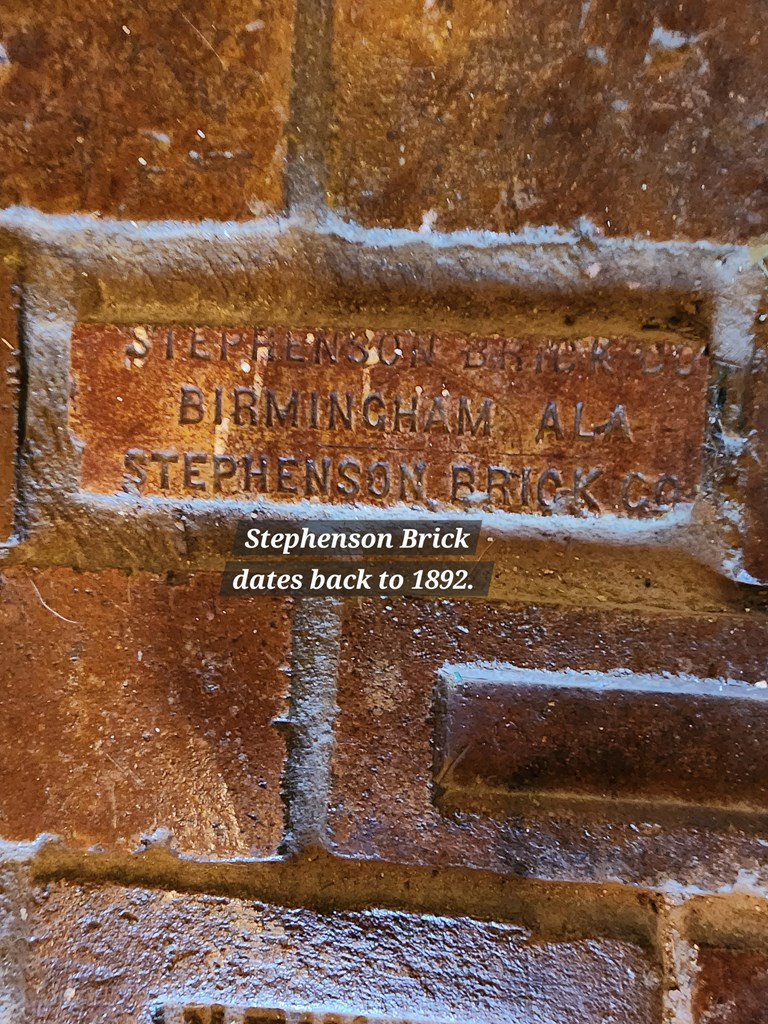 STEPHENSON BRICK CO
BIRMINGHAM ALA
STEPHENSON BRICK CO
Stephenson Brick
dates back to 1892.